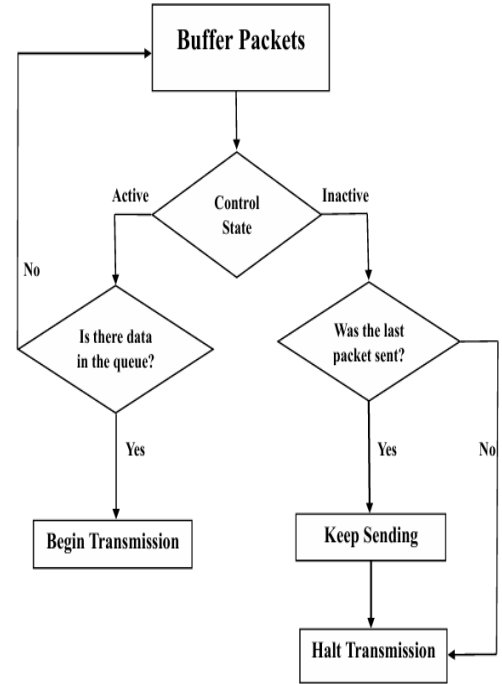 Buffer Packets
Active
Control
State
Inactive
No
Is there data
in the queue?
Was the last
packet sent?
Yes
Yes
No
Begin Transmission
Keep Sending
Halt Transmission